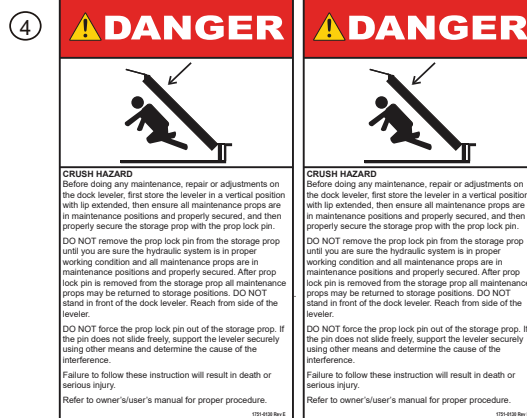 4
DANGER
CRUSH HAZARD
Before doing any maintenance, repair or adjustments on
the dock leveler, first store the leveler in a vertical position
with lip extended, then ensure all maintenance props are
in maintenance positions and properly secured, and then
properly secure the storage prop with the prop lock pin.
DO NOT remove the prop lock pin from the storage prop
until you are sure the hydraulic system is in proper
working condition and all maintenance props are in
maintenance positions and properly secured. After prop
lock pin is removed from the storage prop all maintenance
props may be returned to storage positions. DO NOT
stand in front of the dock leveler. Reach from side of the
leveler.
DO NOT force the prop lock pin out of the storage prop. If
the pin does not slide freely, support the leveler securely
using other means and determine the cause of the
interference.
Failure to follow these instruction will result in death or
serious injury.
Refer to owner's/user's manual for proper procedure.
1751-0130 Rev E
DANGER
CRUSH HAZARD
Before doing any maintenance, repair or adjustments on
the dock leveler, first store the leveler in a vertical position
with lip extended, then ensure all maintenance props are
in maintenance positions and properly secured, and then
properly secure the storage prop with the prop lock pin.
DO NOT remove the prop lock pin from the storage prop
until you are sure the hydraulic system is in proper
working condition and all maintenance props are in
maintenance positions and properly secured. After prop
lock pin is removed from the storage prop all maintenance
props may be returned to storage positions. DO NOT
stand in front of the dock leveler. Reach from side of the
leveler.
DO NOT force the prop lock pin out of the storage prop. If
the pin does not slide freely, support the leveler securely
using other means and determine the cause of the
interference.
Failure to follow these instruction will result in death or
serious injury.
Refer to owner's/user's manual for proper procedure.
1751-0130 Rev